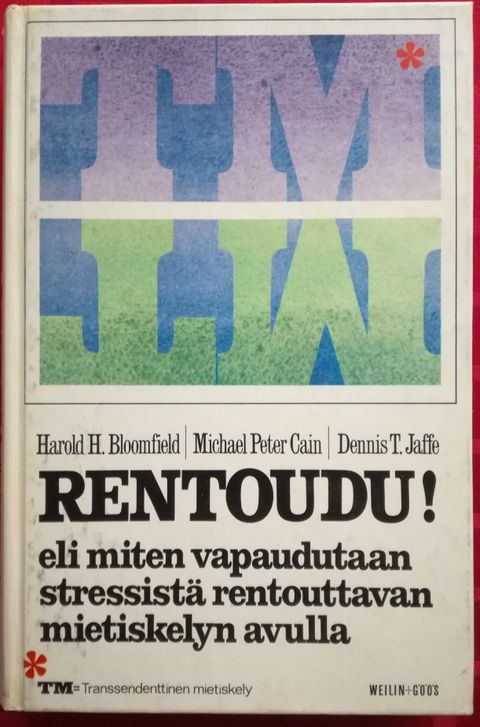 TM*
Harold H. Bloomfield | Michael Peter Cain | Dennis T. Jaffe
RENTOUDU!
eli miten vapaudutaan
stressistä rentouttavan
mietiskelyn avulla
*
TM= Transsendenttinen mietiskely WEILIN+GÖÖS